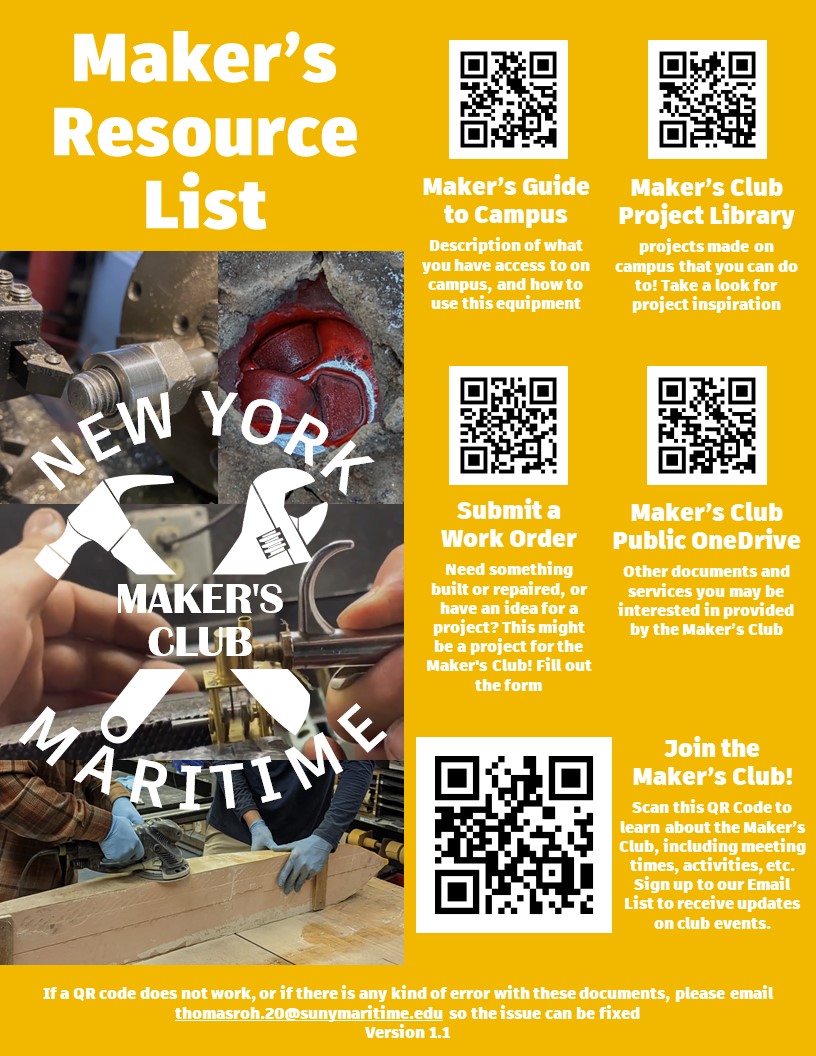 Maker’s
Resource
List
NEW YORK
MAKER'S
CLUB
MARITIME
Maker’s Guide
to Campus
Description of what
you have access to on
campus, and how to
use this equipment
Maker’s Club
Project Library
projects made on
campus that you can do
to! Take a look for
project inspiration
Submit a
Work Order
Need something
built or repaired, or
have an idea for a
project? This might
be a project for the
Maker's Club! Fill out
the form
Maker’s Club
Public OneDrive
Other documents and
services you may be
interested in provided
by the Maker’s Club
Join the
Maker’s Club!
Scan this QR Code to
learn about the Maker’s
Club, including meeting
times, activities, etc.
Sign up to our Email
List to receive updates
on club events.
If a QR code does not work, or if there is any kind of error with these documents, please email
thomasroh.20@sunymaritime.edu so the issue can be fixed
Version 1.1